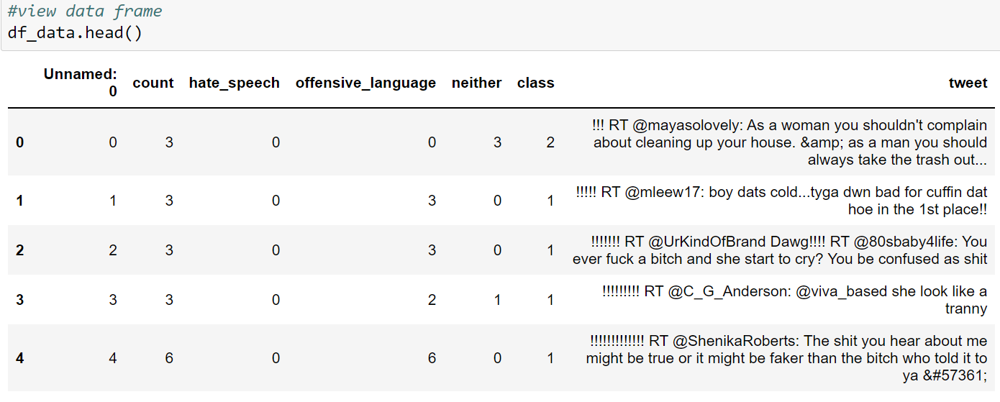 #view data frame
df_data.head()
Unnamed:
0 count hate_speech offensive_language neither class tweet
0 0 3 0 0 3 2 !!! RT @mayasolovely: As a woman you shouldn't complain
about cleaning up your house. &amp; as a man you should
always take the trash out...
1 1 3 0 3 0 1 !!!!! RT @mleew17: boy dats cold...tyga dwn bad for cuffin dat
hoe in the 1st place!!
2 2 3 0 3 0 1 !!!!!!! RT @UrKindOfBrand Dawg!!!! RT @80sbaby4life: You
ever fuck a bitch and she start to cry? You be confused as shit
3 3 3 0 2 1 1 !!!!!!!!! RT @C_G_Anderson: @viva_based she look like a
tranny
4 4 6 0 6 0 1 !!!!!!!!!!!!! RT @ShenikaRoberts: The shit you hear about me
might be true or it might be faker than the bitch who told it to
ya &#57361;